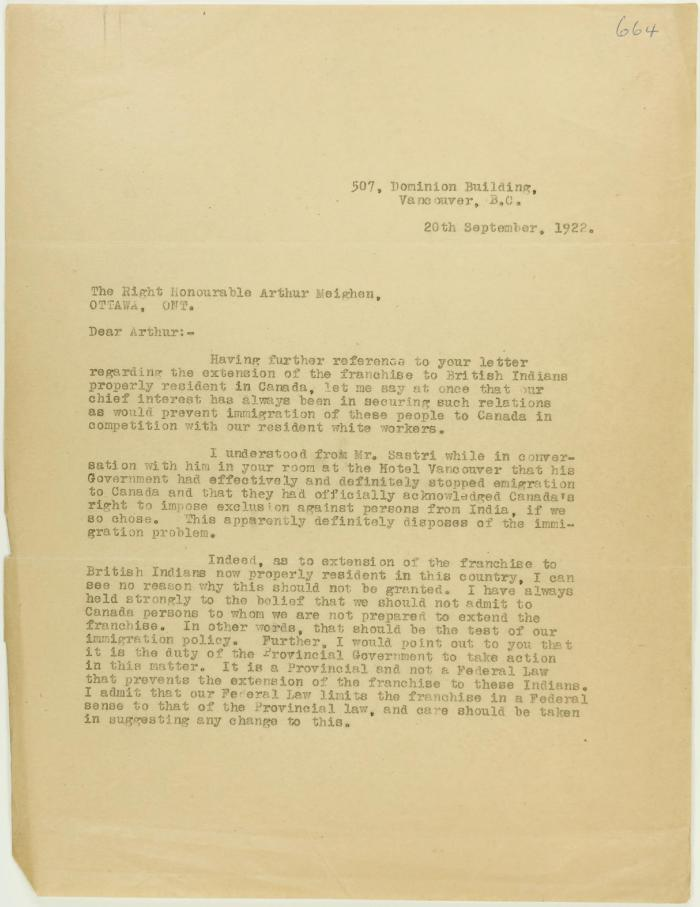 664
507, Dominion Building,
Vancouver, B.C.
20th September, 1922.
The Right Honourable Arthur Meighen,
OTTAWA, ONT.
Dear Arthur:-
Having further reference to your letter
regarding the extension of the franchise to British Indians
properly resident in Canada, let me say at once that our
chief interest has always been in securing such relations
as would prevent immigration of these people to Canada in
competition with our resident white workers.
I understood from Mr. Sastri while in conver-
sation with him in your room at the Hotel Vancouver that his
Government had effectively and definitely stopped emigration
to Canada and that they had officially acknowledged Canada's
right to impose exclusion against persons from India, if we
so chose. This apparently definitely disposes of the immi-
gration problem.
Indeed, as to extension of the franchise to
British Indians now properly resident in this country, I can
see no reason why this should not be granted. I have always
held strongly to the belief that we should not admit to
Canada persons to whom we are not prepared to extend the
franchise. In other words, that should be the test of our
immigration policy. Further, I would point out to you that
it is the duty of the Provincial Government to take action
in this matter. It is a Provincial and not a Federal Law
that prevents the extension of the franchise to these Indians.
I admit that our Federal Law limits the franchise in a Federal
sense to that of the Provincial law, and care should be taken
in suggesting any change to this.